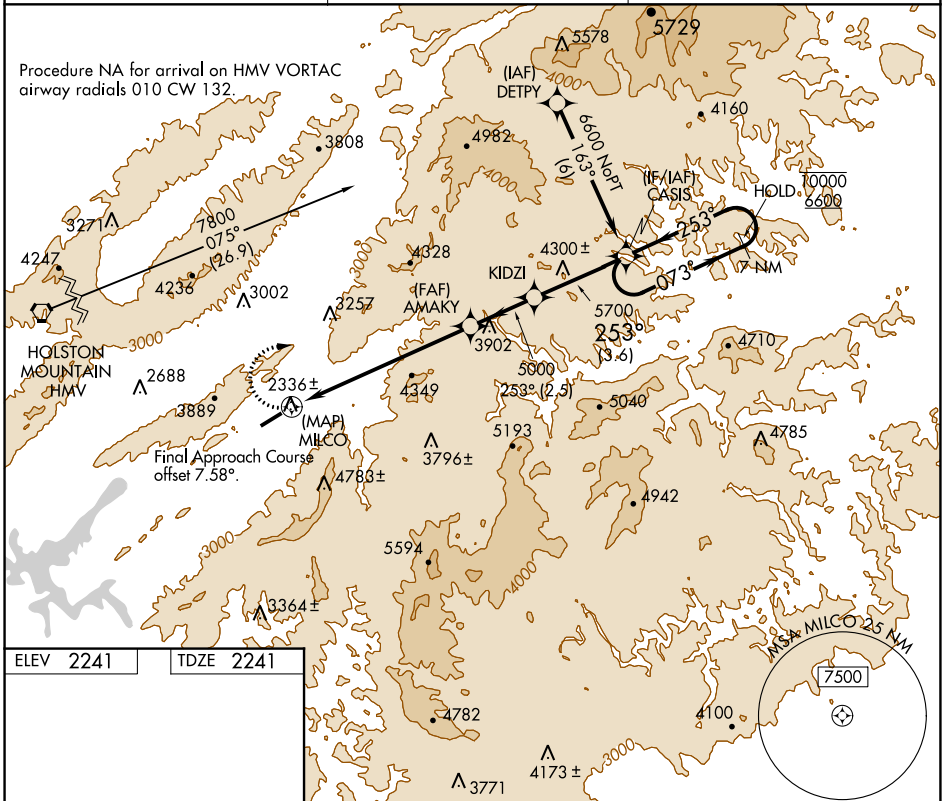 5578
5729
Procedure NA for arrival on HMV VORTAC
airway radials 010 CW 132.
(IAF)
DETPY
4000
4160
3808
4982
6600 NoPT
163°
(6)
4000
(IF/IAF)
CASIS
HOLD
10000
6600
3271
7800
075°
(26.9)
253°
4247
4328
4300 ±
073°
7 NM
4236
KIDZI
3002
3257
(FAF)
AMAKY
5700
253°
(3.6)
3000
3902
4710
HOLSTON
MOUNTAIN
HMV
2688
5000
253° (2.5)
3889
2336 ±
4349
5040
(MAP)
MILCO
5193
4785
3796 ±
Final Approach Course
offset 7.58°.
4783 ±
4942
3000
5594
4000
3364 ±
MSA MILCO 25 NM
ELEV 2241
TDZE 2241
7500
4782
4100
3000
4173 ±
3771